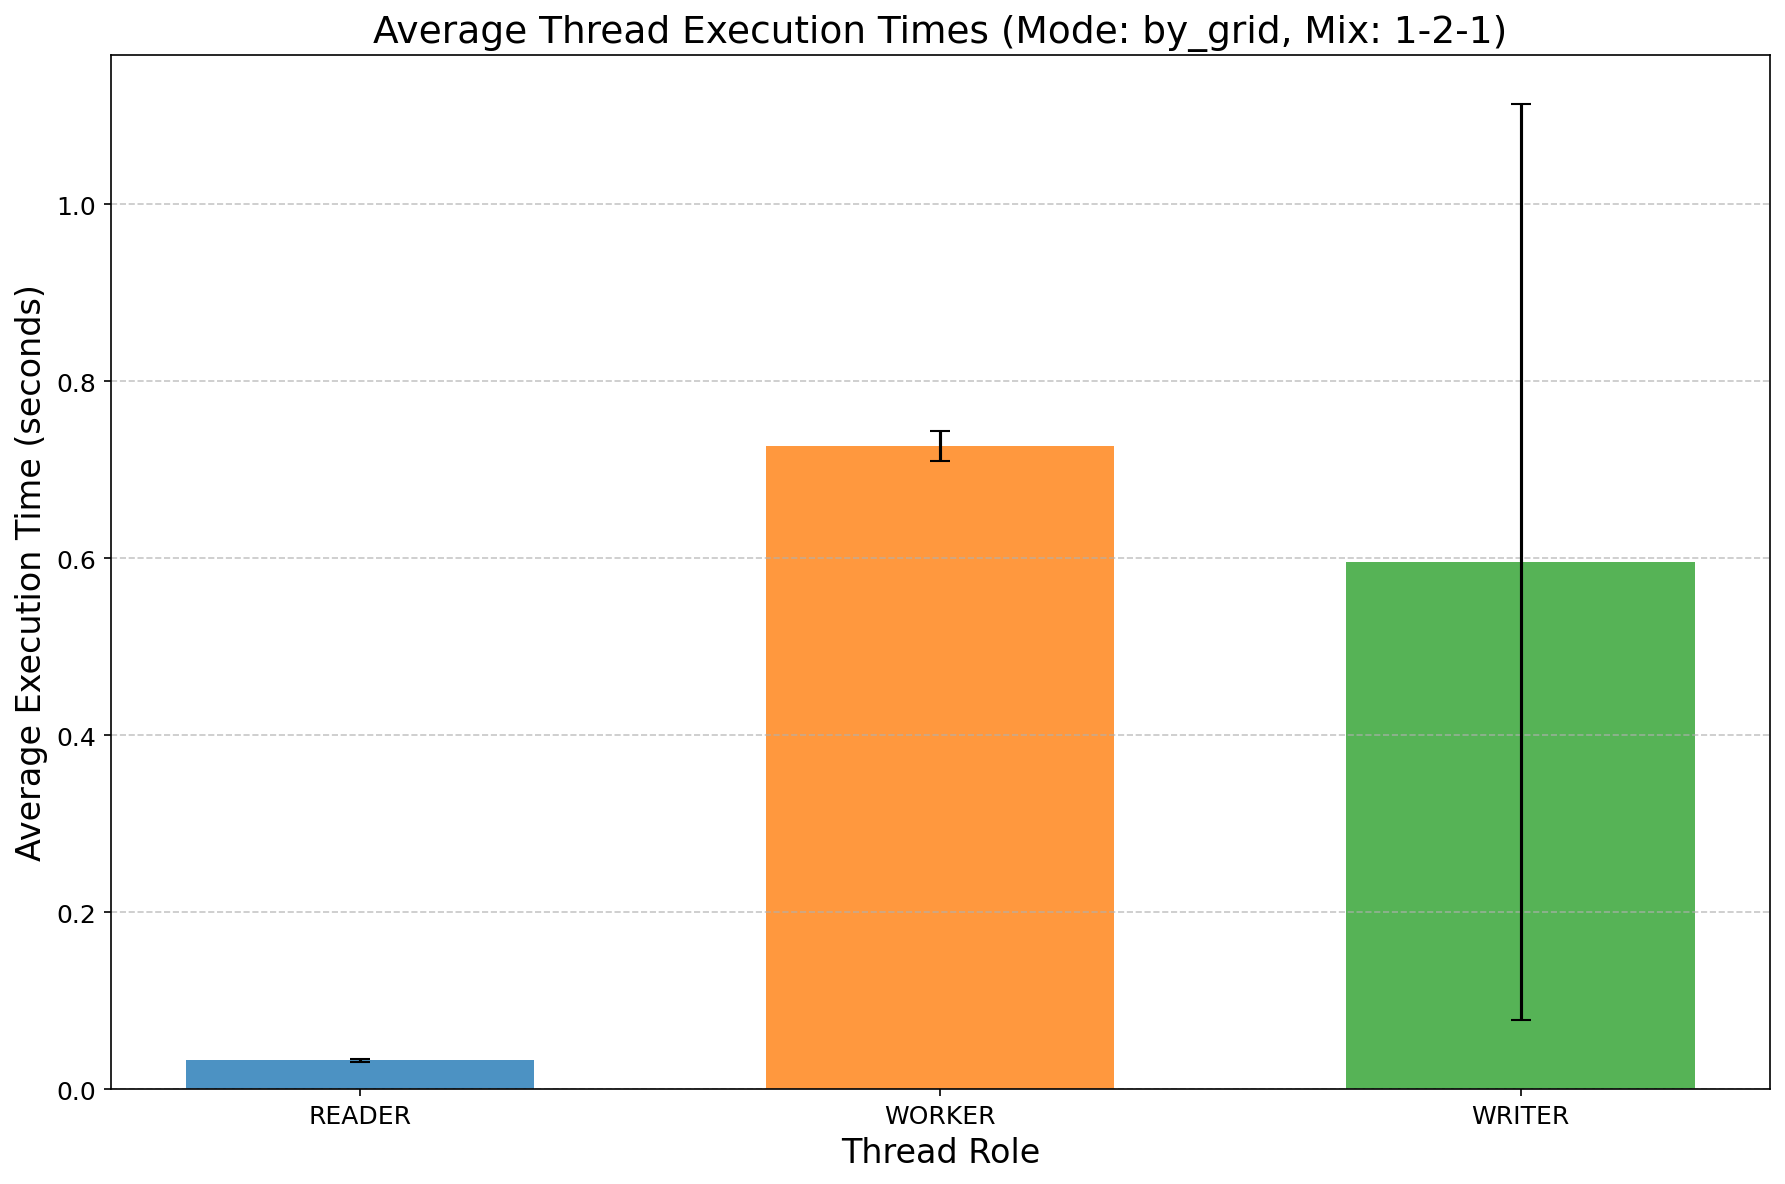 Average Thread Execution Times (Mode: by_grid, Mix: 1-2-1)
Average Execution Time (seconds)
1.0
0.8
0.6
0.4
0.2
0.0
READER WORKER WRITER
Thread Role